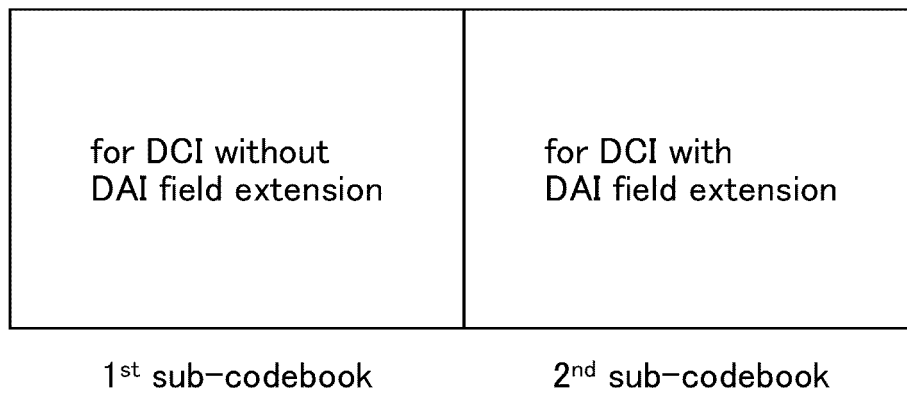 for DCI without
DAI field extension
for DCI with
DAI field extension
1st sub-codebook
2nd sub-codebook